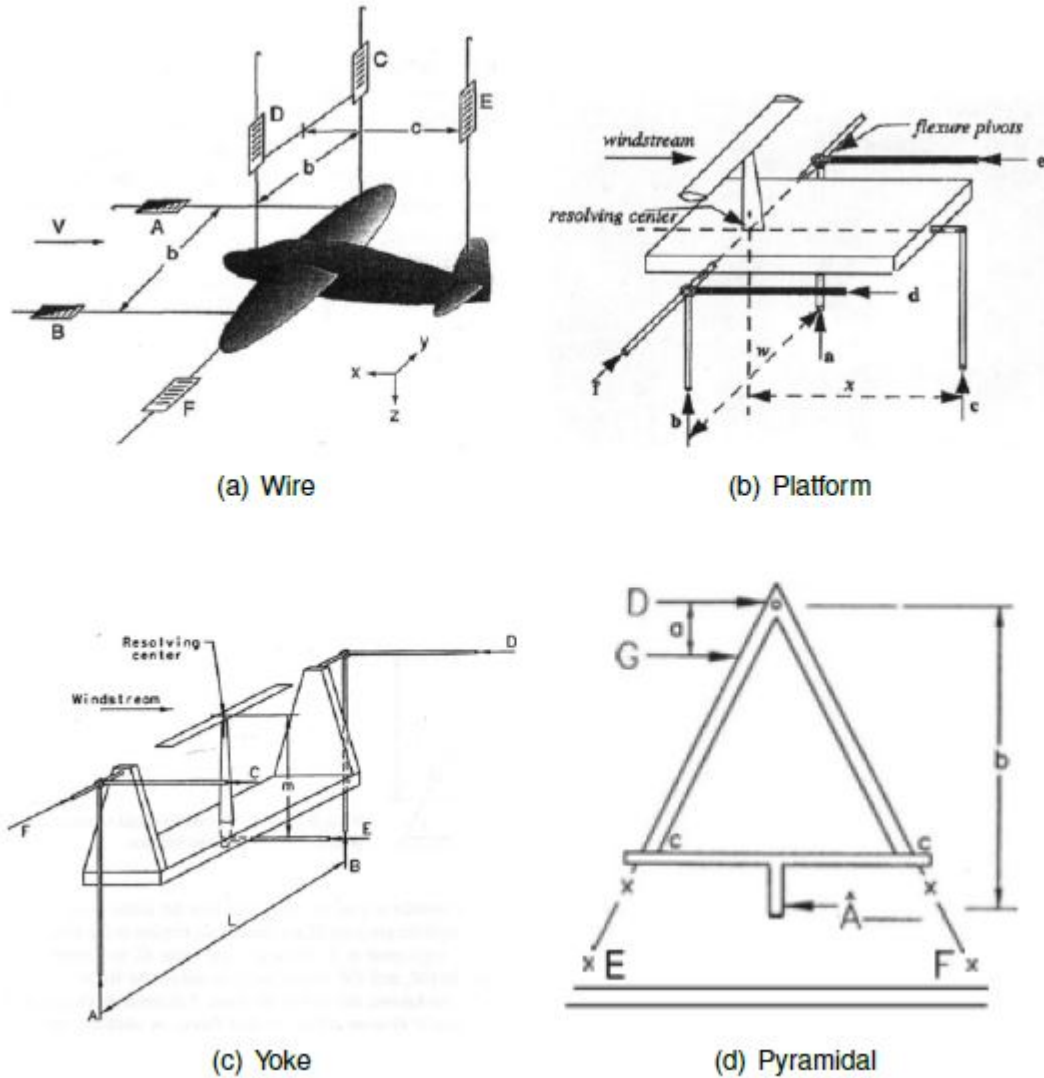 C
D
E
c
b
windstream
flexure pivots
e
A
V
b
resolving center
B
d
y
x
w
a
F
z
f
x
b
c
(a) Wire
(b) Platform
Resolving
center
D
Windstream
D
a
G
C
m
b
F
E
B
c
c
L
A
A
E
F
(c) Yoke
(d) Pyramidal